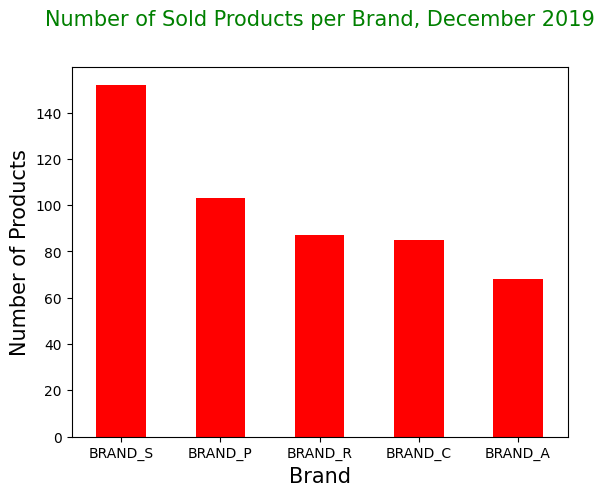 Number of Sold Products per Brand, December 2019
Number of Products
140
120
100
80
60
40
20
0
BRAND_S BRAND_P BRAND_R BRAND_C BRAND_A
Brand